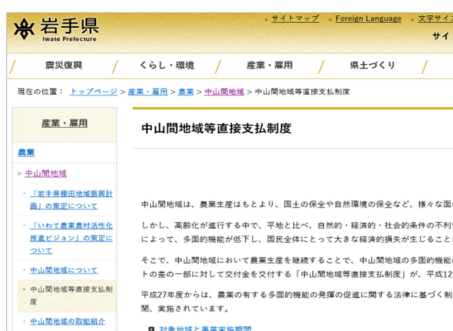 岩手県
Iwate Prefecture
サイトマップ
Foreign Language
文字サイ
サイ
震災復興
くらし・環境
産業・雇用
県土づくり
現在の位置： トップページ > 産業・雇用 > 農業 > 中山間地域 > 中山間地域等直接支払制度
産業・雇用
農業
中山間地域
「岩手県棚田地域振興計
画」の策定について
「いわて農業農村活性化
推進ビジョン」の策定に
ついて
中山間地域について
中山間地域等直接支払制
度
中山間地域の取組紹介
中山間地域等直接支払制度
中山間地域は、農業生産はもとより、国土の保全や自然環境の保全など、様々な面
しかし、高齢化が進行する中で、平地と比べ、自然的・経済的・社会的条件の不利
によって、多面的機能が低下し、国民全体にとって大きな経済的損失が生じること
そこで、中山間地域において農業生産を継続することで、中山間地域の多面的機能
トの差の一部に対して交付金を交付する「中山間地域等直接支払制度」が、平成12
平成27年度からは、農業の有する多面的機能の発揮の促進に関する法律に基づく制
間、実施されています。
対象地域と事業実施期間